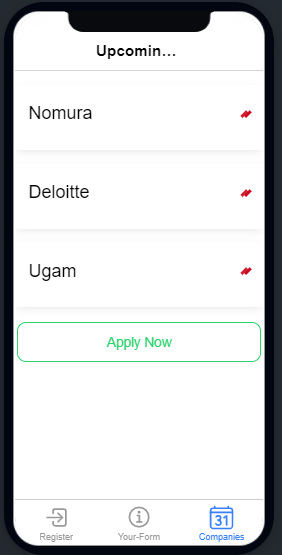 Upcomin...
Nomura
Deloitte
Ugam
Apply Now
Register
Your-Form
31
Companies